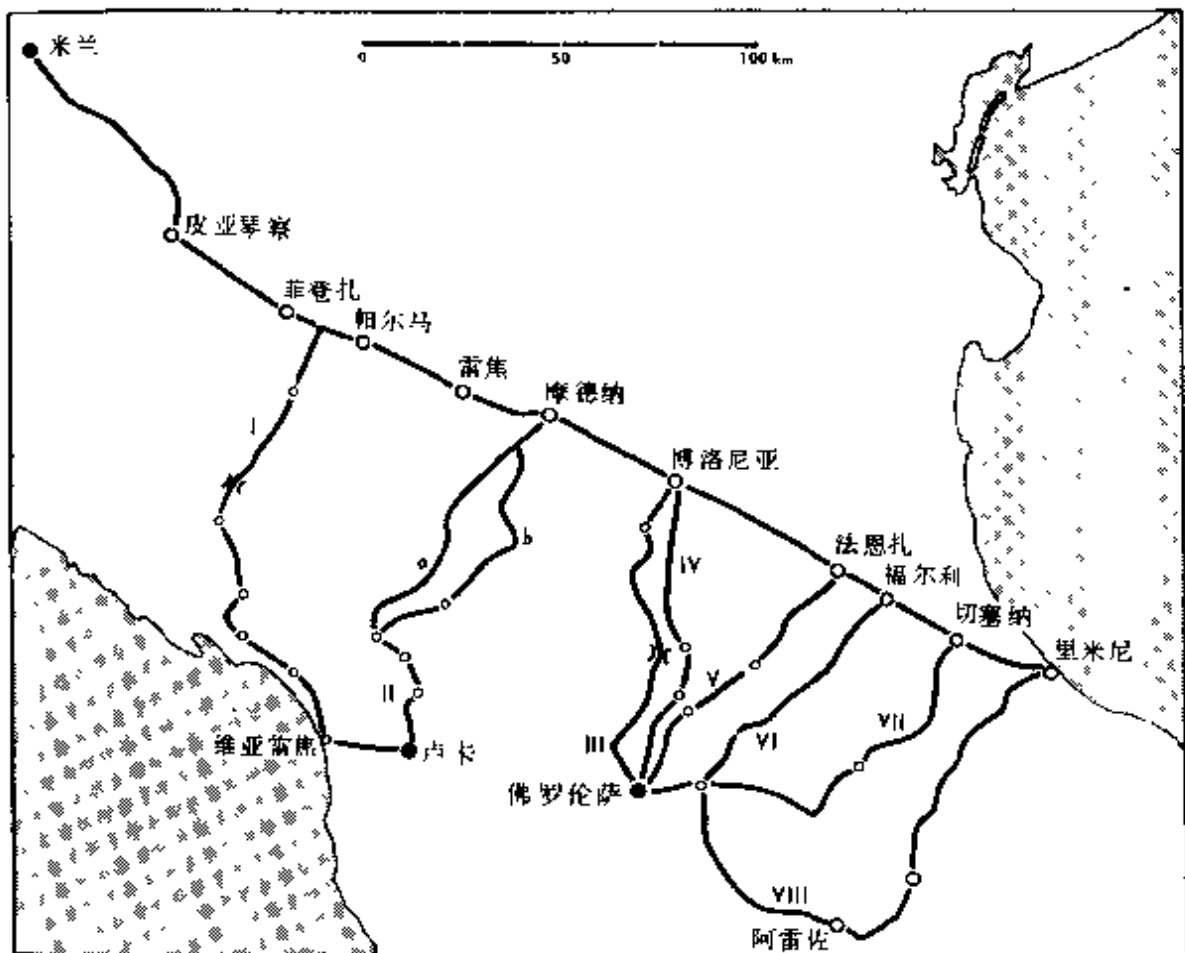 米兰
0 50 100 km
皮亚琴察
菲登扎
帕尔马
雷焦
摩德纳
I
博洛尼亚
b
a
IV
法恩扎
福尔利
切塞纳
里米尼
II
V
III
VI
VII
维亚雷焦
卢卡
佛罗伦萨
VIII
阿雷佐